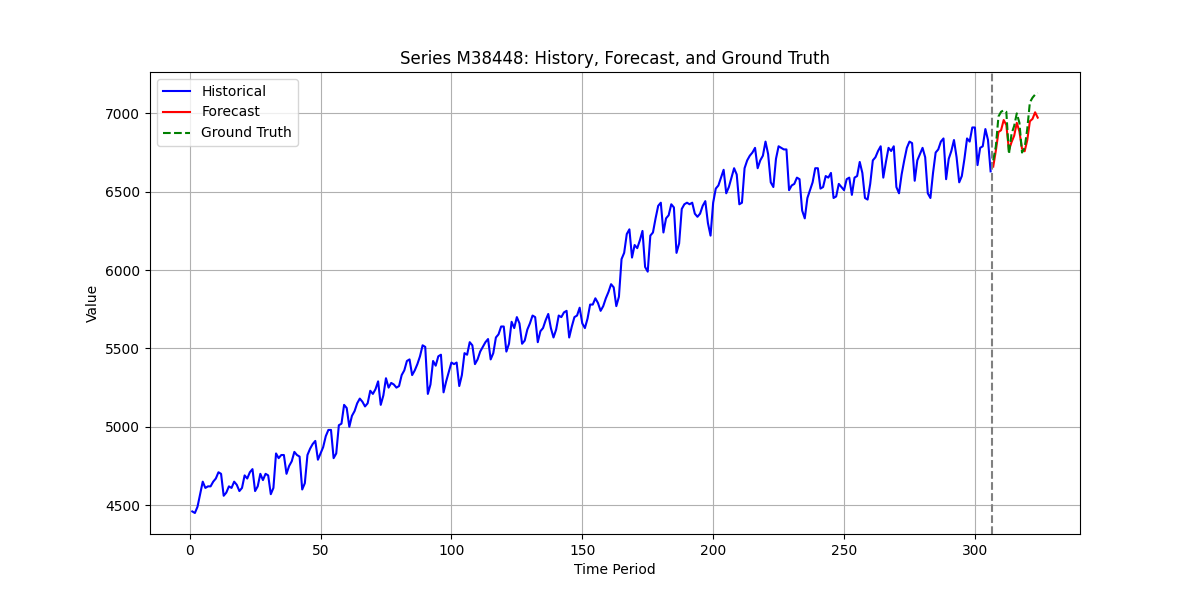 Series M38448: History, Forecast, and Ground Truth
Historical
Forecast
Ground Truth
7000
6500
6000
5500
5000
4500
Value
0 50 100 150 200 250 300
Time Period